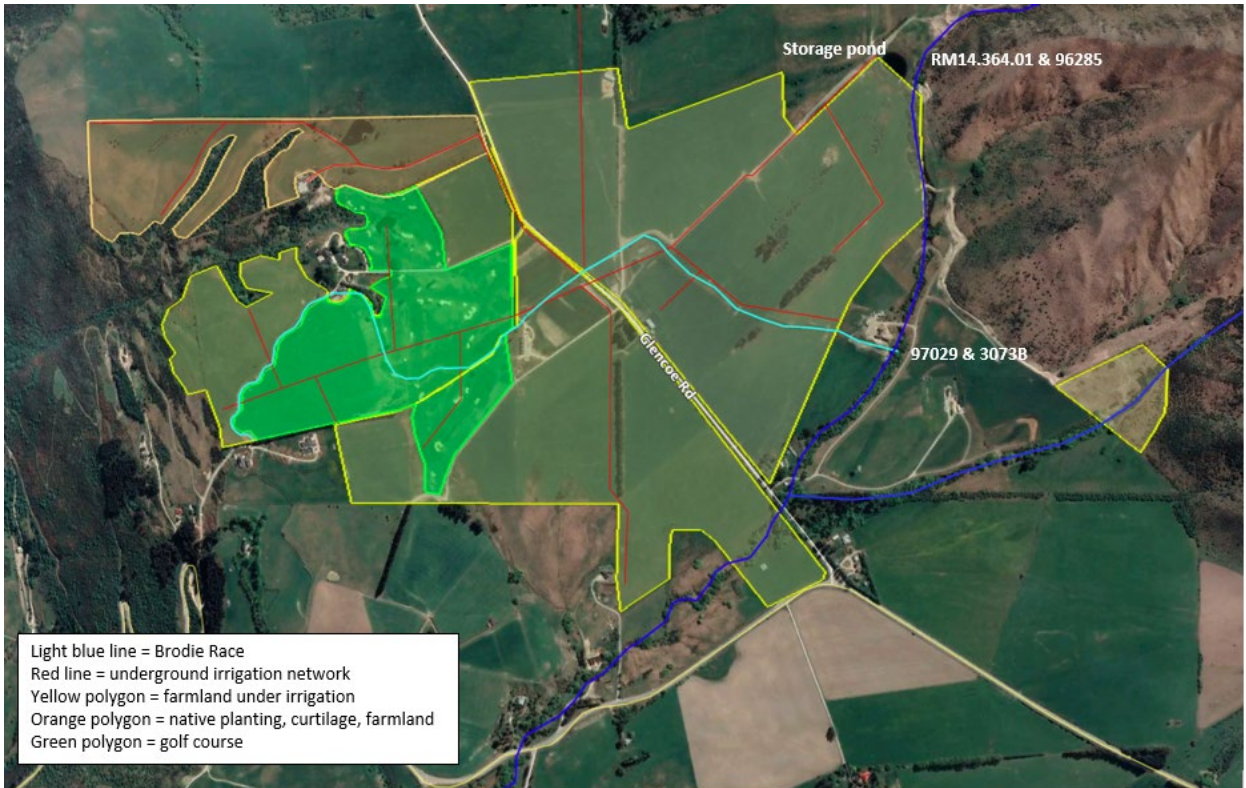 Storage pond
RM14.364.01 & 96285
97029 & 3073B
Glencoe Rd
Light blue line = Brodie Race
Red line = underground irrigation network
Yellow polygon = farmland under irrigation
Orange polygon = native planting, curtilage, farmland
Green polygon = golf course